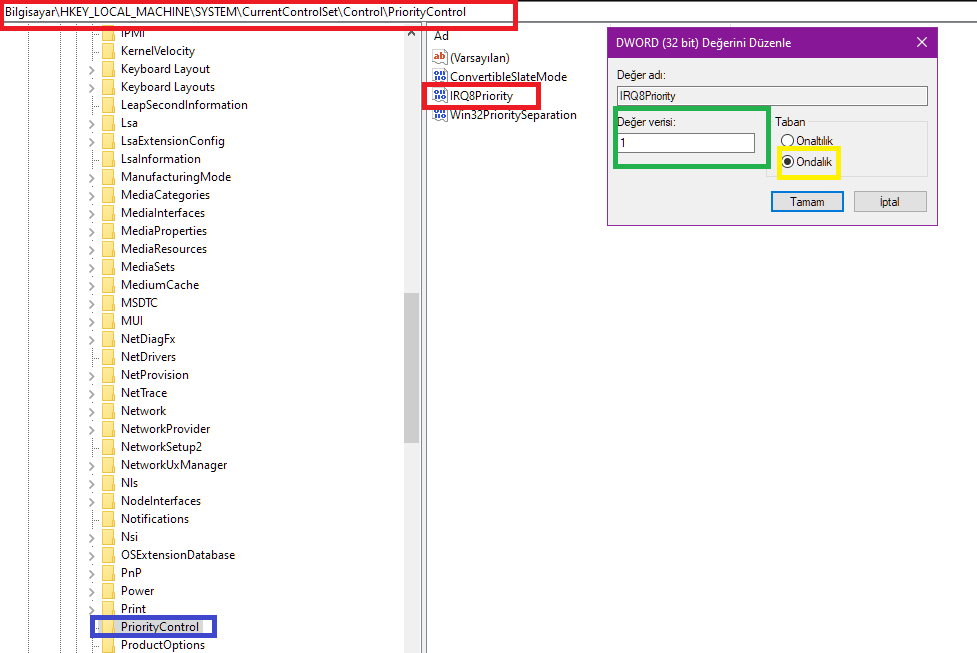 Bilgisayar\HKEY_LOCAL_MACHINE\SYSTEM\CurrentControlSet\Control\PriorityControl
IPMI
KernelVelocity
Keyboard Layout
Keyboard Layouts
LeapSecondInformation
Lsa
LsaExtensionConfig
LsaInformation
ManufacturingMode
MediaCategories
MediaInterfaces
MediaProperties
MediaResources
MediaSets
MediumCache
MSDTC
MUI
NetDiagFx
NetDrivers
NetProvision
NetTrace
Network
NetworkProvider
NetworkSetup2
NetworkUxManager
Nls
NodeInterfaces
Notifications
Nsi
OSExtensionDatabase
PnP
Power
Print
PriorityControl
ProductOptions
Ad
(Varsayılan)
ConvertibleSlateMode
IRQ8Priority
Win32PrioritySeparation
DWORD (32 bit) Değerini Düzenle
Değer adı:
IRQ8Priority
Değer verisi:
1
Taban
Onaltılık
Ondalık
Tamam
İptal